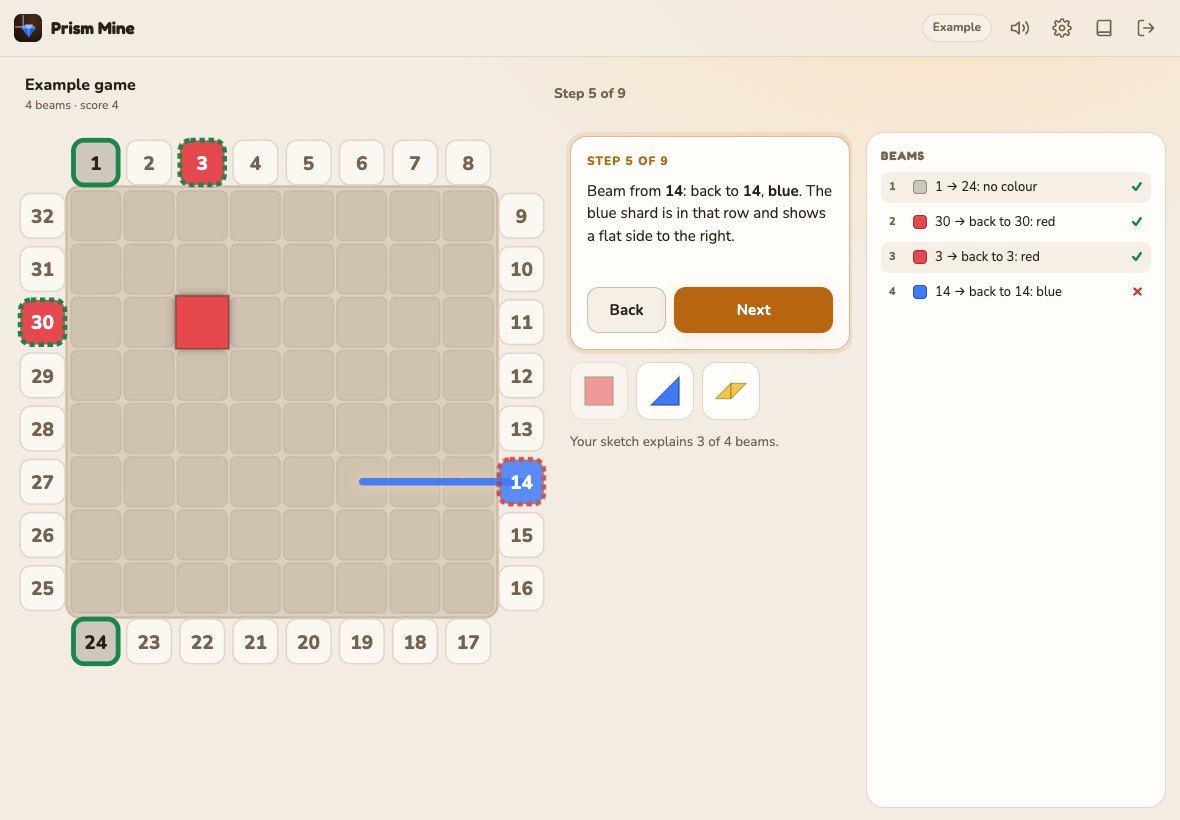 Prism Mine
Example
Example game
4 beams · score 4
Step 5 of 9
1 2 3 4 5 6 7 8
32 9
31 10
30 11
29 12
28 13
27 14
26 15
25 16
24 23 22 21 20 19 18 17
STEP 5 OF 9
Beam from 14: back to 14, blue. The
blue shard is in that row and shows
a flat side to the right.
Back Next
Your sketch explains 3 of 4 beams.
BEAMS
1 1 → 24: no colour
2 30 → back to 30: red
3 3 → back to 3: red
4 14 → back to 14: blue